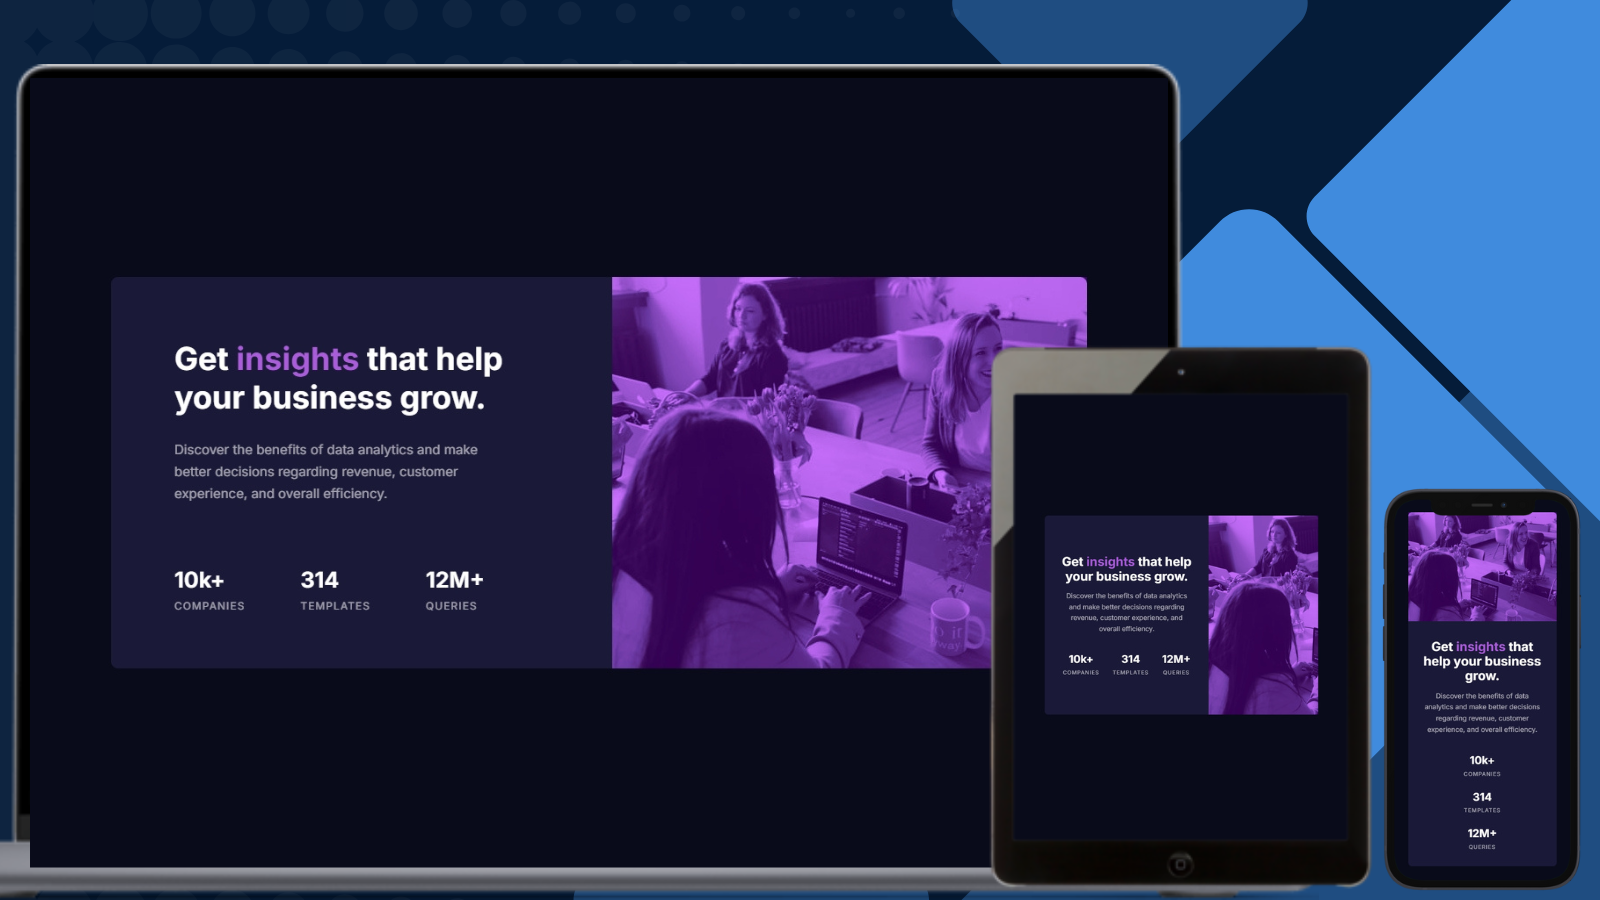 Get insights that help
your business grow.
Discover the benefits of data analytics and make
better decisions regarding revenue, customer
experience, and overall efficiency.
10k+ 314 12M+
COMPANIES TEMPLATES QUERIES
Get insights that help
your business grow.
Discover the benefits of data analytics
and make better decisions regarding
revenue, customer experience, and
overall efficiency.
10k+ 314 12M+
COMPANIES TEMPLATES QUERIES
Get insights that
help your business
grow.
Discover the benefits of data
analytics and make better decisions
regarding revenue, customer
experience, and overall efficiency.
10k+
COMPANIES
314
TEMPLATES
12M+
QUERIES